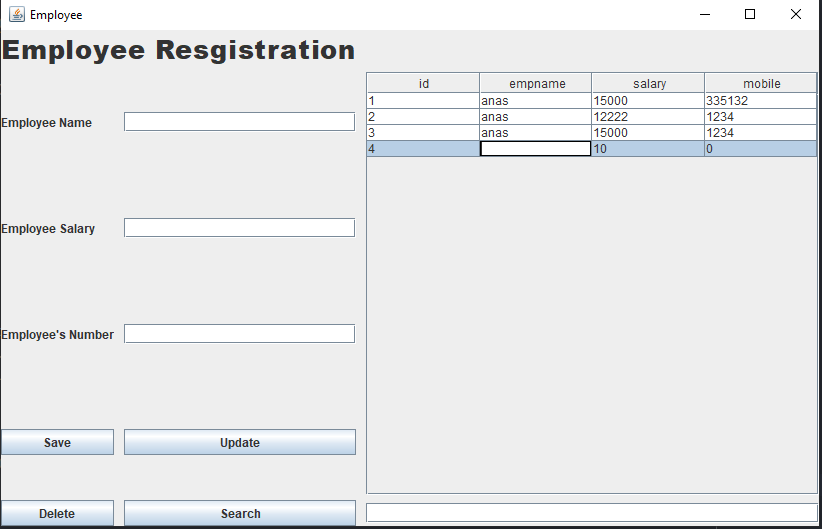 Employee
Employee Resgistration
id empname salary mobile
1 anas 15000 335132
2 anas 12222 1234
3 anas 15000 1234
4 10 0
Employee Name
Employee Salary
Employee's Number
Save Update
Delete Search